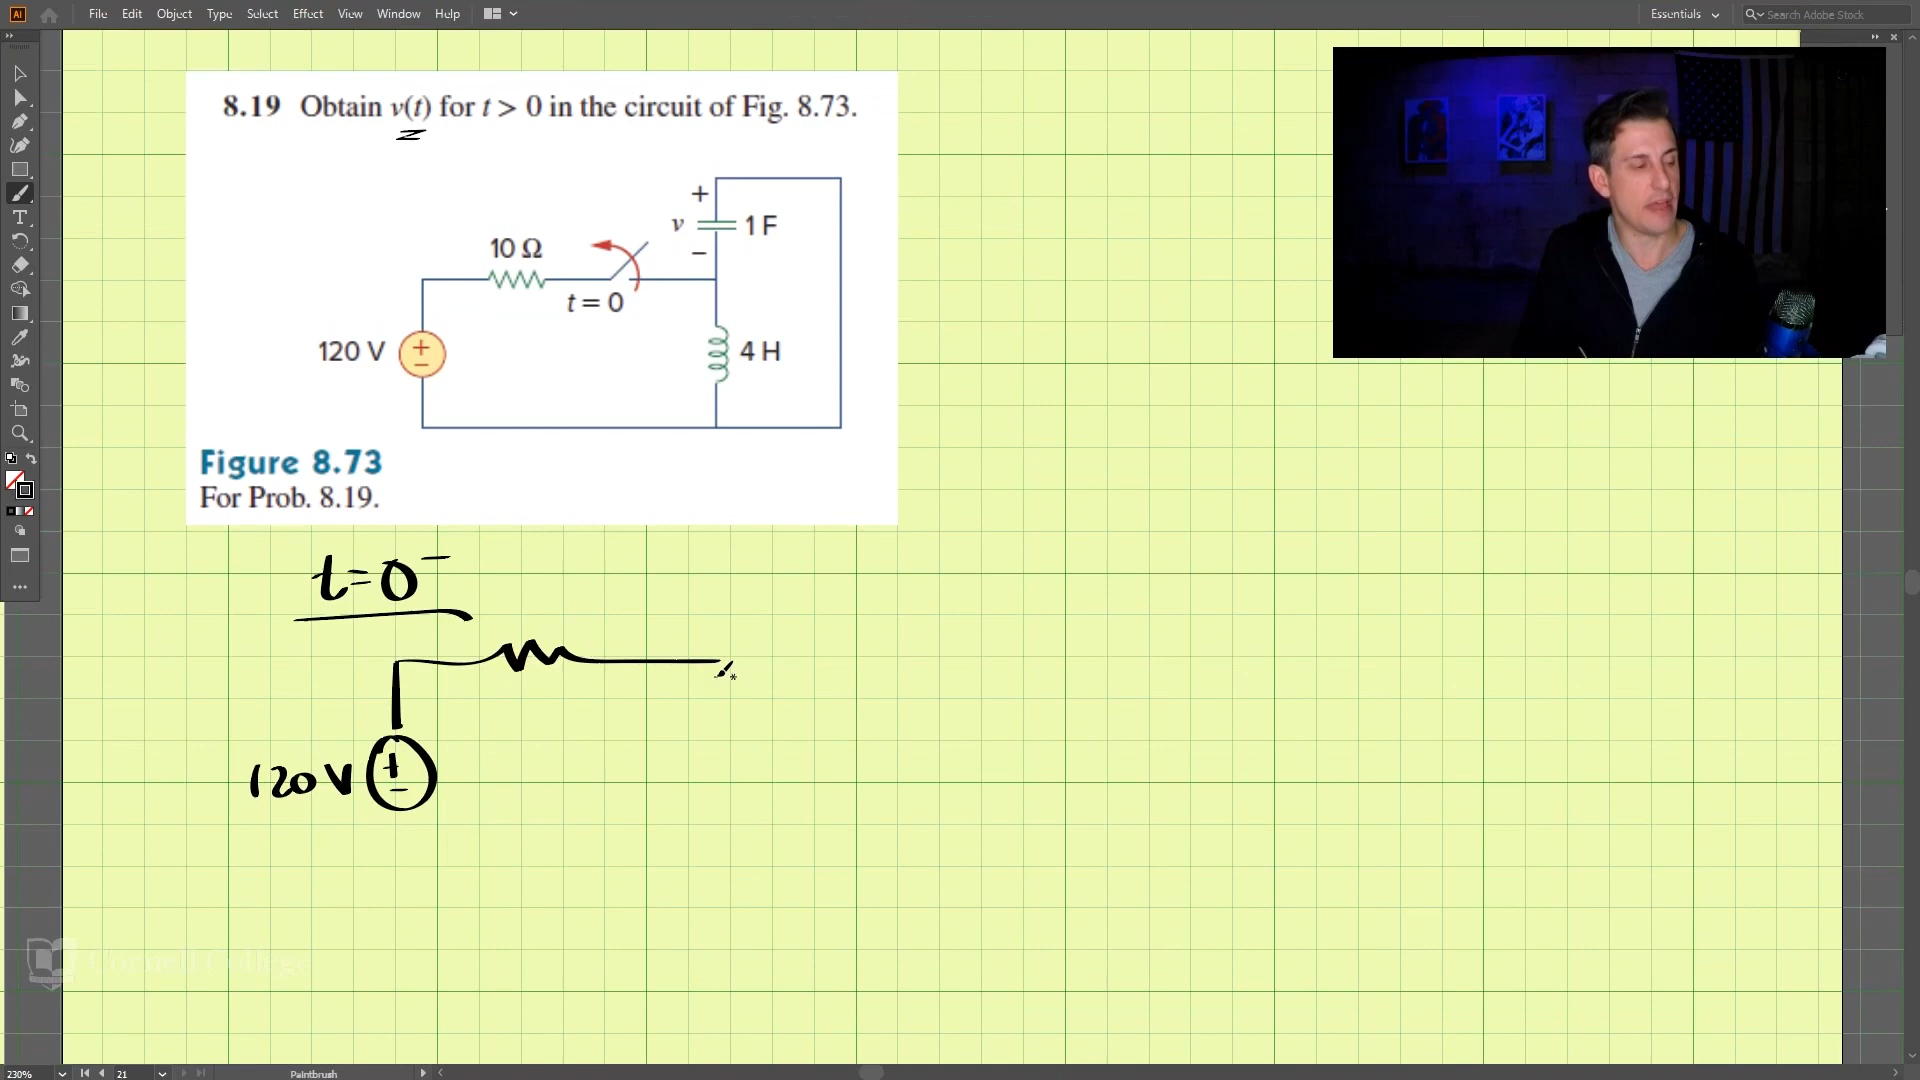 File Edit Object Type Select Effect View Window Help
Essentials
Search Adobe Stock
8.19 Obtain v(t) for t > 0 in the circuit of Fig. 8.73.
+
v 1 F
−
10 Ω
t = 0
120 V + − 4 H
Figure 8.73
For Prob. 8.19.
t=0⁻
120V + −
Cornell College
230% 21 Paintbrush